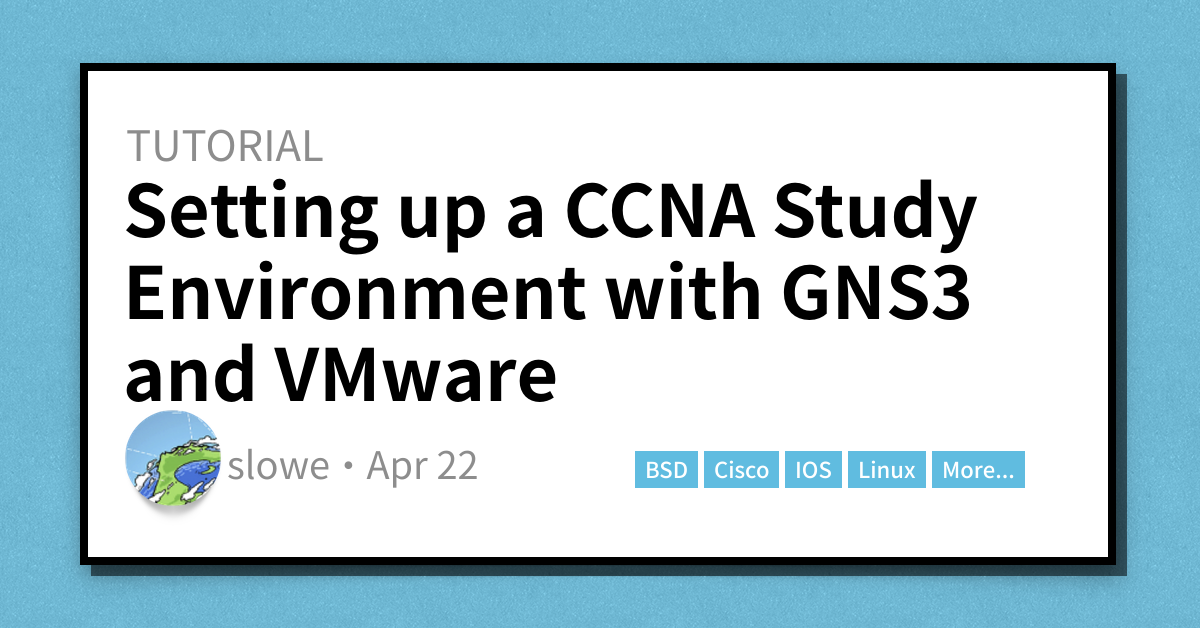 TUTORIAL
Setting up a CCNA Study
Environment with GNS3
and VMware
slowe • Apr 22
BSD Cisco IOS Linux More...